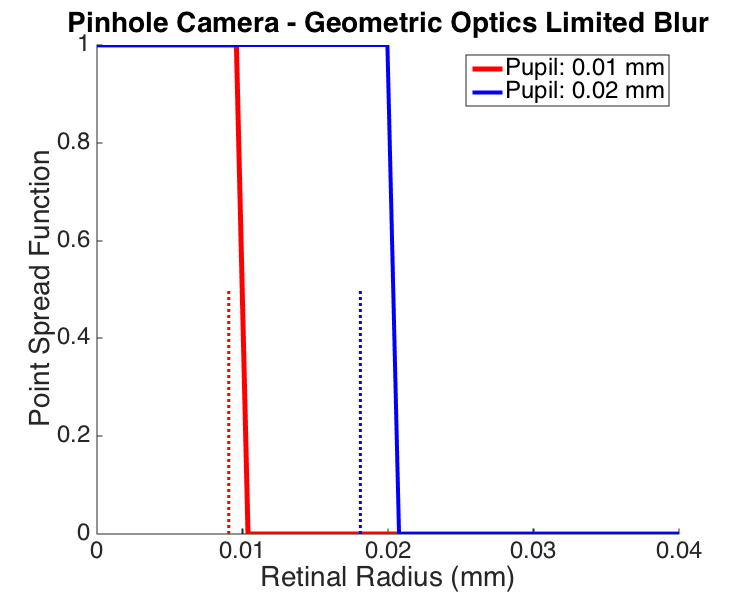 Pinhole Camera - Geometric Optics Limited Blur
Pupil: 0.01 mm
Pupil: 0.02 mm
Point Spread Function
1
0.8
0.6
0.4
0.2
0
0 0.01 0.02 0.03 0.04
Retinal Radius (mm)